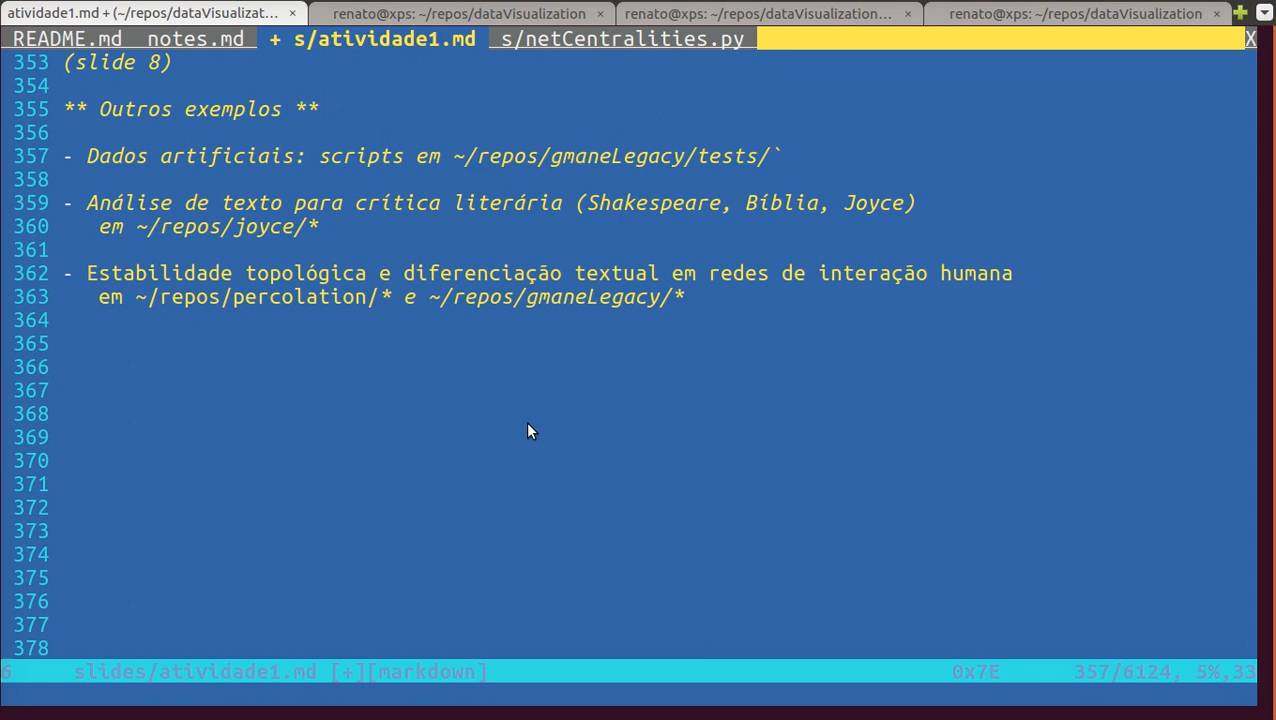 atividade1.md + (~/repos/dataVisualizat... × renato@xps: ~/repos/dataVisualization × renato@xps: ~/repos/dataVisualization... × renato@xps: ~/repos/dataVisualization ×
README.md notes.md + s/atividade1.md s/netCentralities.py X
353 (slide 8)
354
355 ** Outros exemplos **
356
357 - Dados artificiais: scripts em ~/repos/gmaneLegacy/tests/`
358
359 - Análise de texto para crítica literária (Shakespeare, Bíblia, Joyce)
360 em ~/repos/joyce/*
361
362 - Estabilidade topológica e diferenciação textual em redes de interação humana
363 em ~/repos/percolation/* e ~/repos/gmaneLegacy/*
364
365
366
367
368
369
370
371
372
373
374
375
376
377
378
6 slides/atividade1.md [+][markdown] 0x7E 357/6124, 5%,33